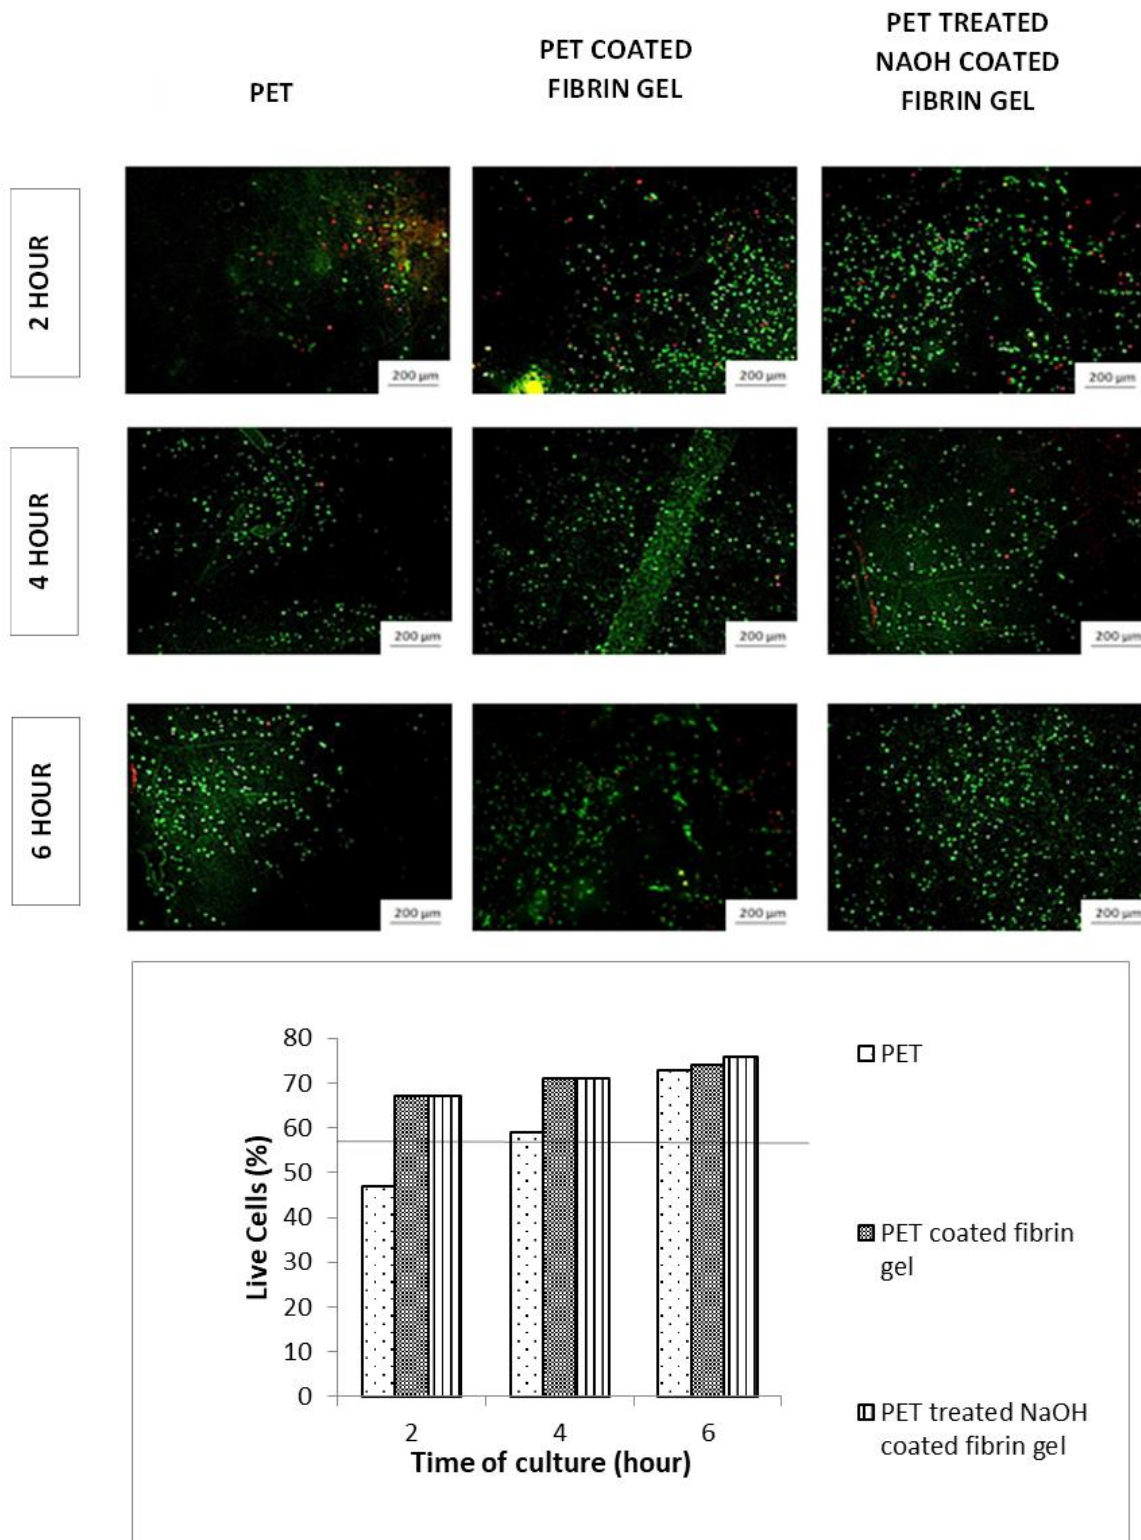 PET
PET COATED
FIBRIN GEL
PET TREATED
NAOH COATED
FIBRIN GEL
2 HOUR
200 µm
200 µm
200 µm
4 HOUR
200 µm
200 µm
200 µm
6 HOUR
200 µm
200 µm
200 µm
80
70
60
50
40
30
20
10
0
Live Cells (%)
2
4
6
Time of culture (hour)
PET
PET coated fibrin
gel
PET treated NaOH
coated fibrin gel